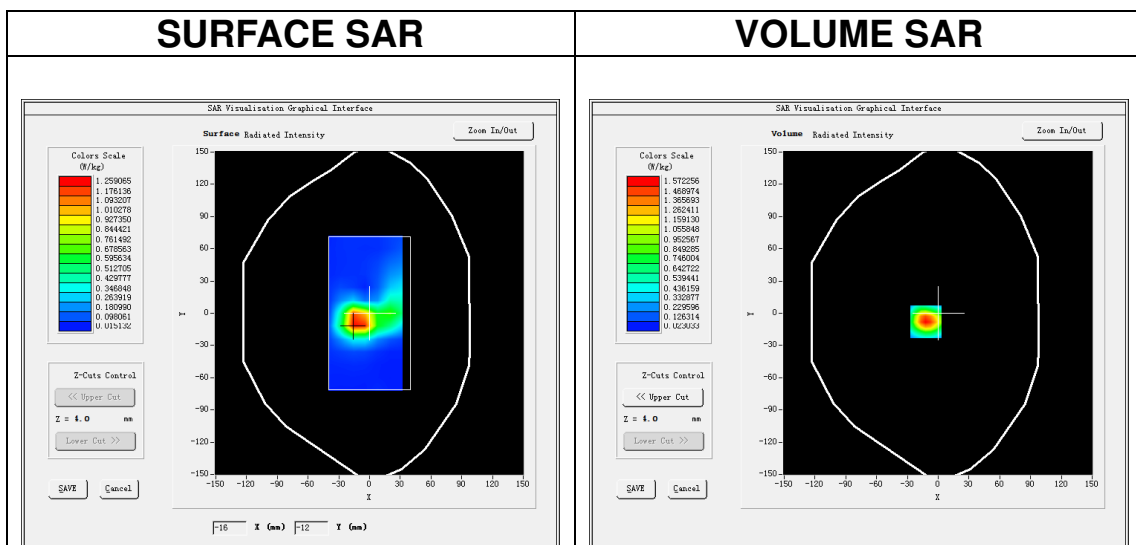 SURFACE SAR
VOLUME SAR
SAR Visualisation Graphical Interface
Surface Radiated Intensity
Zoom In/Out
Colors Scale
(W/kg)
1.259065
1.176136
1.093207
1.010278
0.927350
0.844421
0.761492
0.678563
0.595634
0.512705
0.429777
0.346848
0.263919
0.180990
0.098061
0.015132
Z-Cuts Control
<< Upper Cut
Z = 4.0 mm
Lower Cut >>
SAVE Cancel
150
120
90
60
30
0
-30
-60
-90
-120
-150
Y
-150 -120 -90 -60 -30 0 30 60 90 120 150
X
-16 X (mm) -12 Y (mm)
SAR Visualisation Graphical Interface
Volume Radiated Intensity
Zoom In/Out
Colors Scale
(W/kg)
1.572256
1.468974
1.365693
1.262411
1.159130
1.055848
0.952567
0.849285
0.746004
0.642722
0.539441
0.436159
0.332877
0.229596
0.126314
0.023033
Z-Cuts Control
<< Upper Cut
Z = 4.0 mm
Lower Cut >>
SAVE Cancel
150
120
90
60
30
0
-30
-60
-90
-120
-150
Y
-150 -120 -90 -60 -30 0 30 60 90 120 150
X